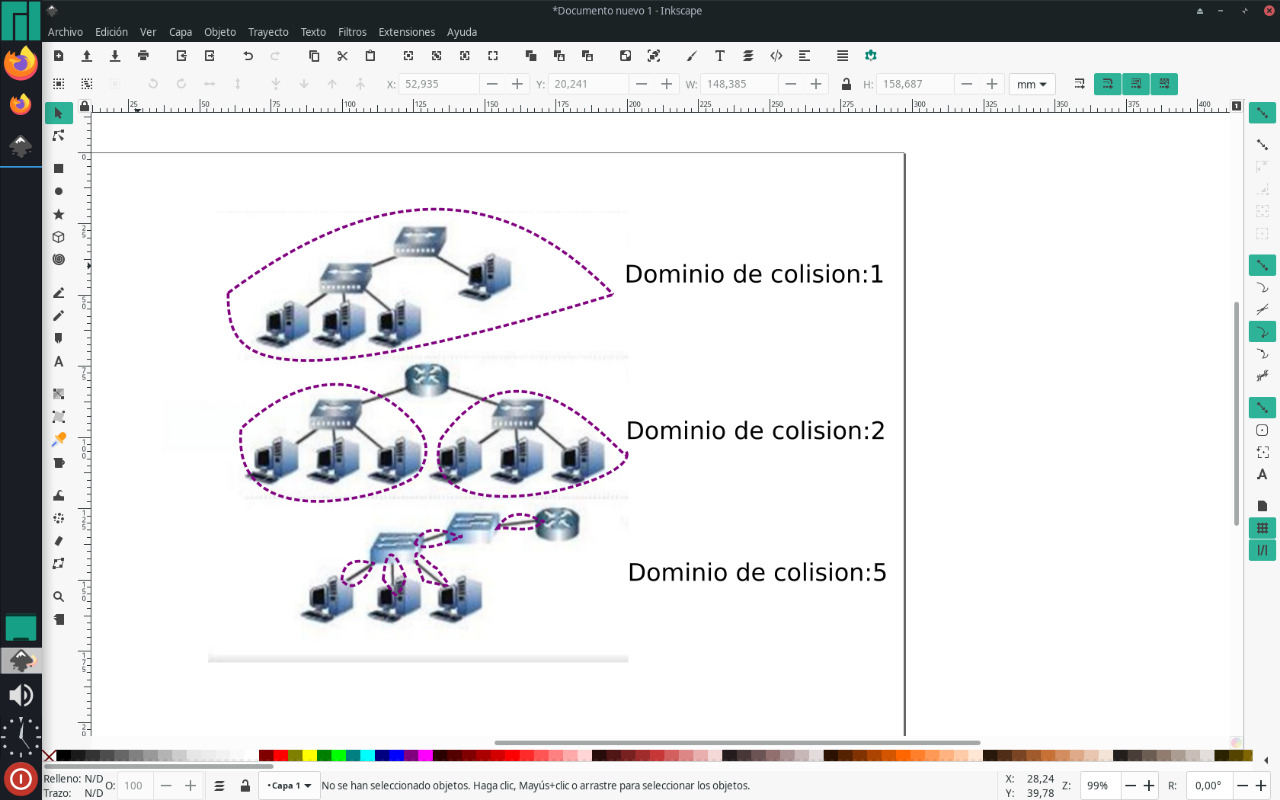 *Documento nuevo 1 - Inkscape
Archivo Edición Ver Capa Objeto Trayecto Texto Filtros Extensiones Ayuda
X: 52,935 Y: 20,241 W: 148,385 H: 158,687 mm
25 50 75 100 125 150 175 200 225 250 275 300 325 350 375 400
Dominio de colision:1
Dominio de colision:2
Dominio de colision:5
Relleno: N/D O: 100 •Capa 1 No se han seleccionado objetos. Haga clic, Mayús+clic o arrastre para seleccionar los objetos. X: 28,24 Z: 99% R: 0,00°
Trazo: N/D Y: 39,78